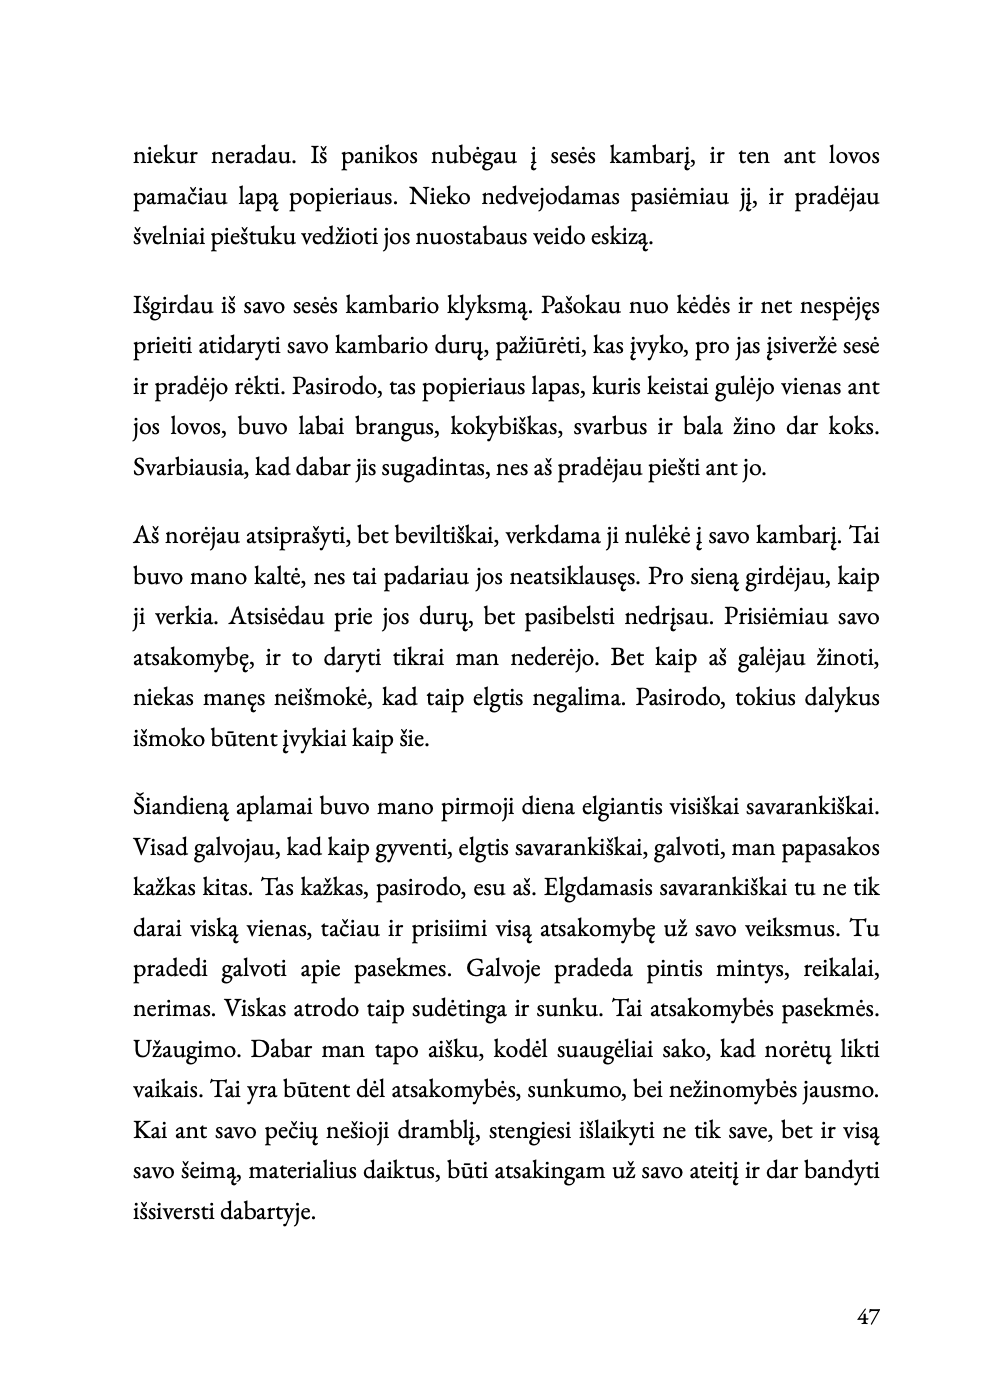 niekur neradau. Iš panikos nubėgau į sesės kambarį, ir ten ant lovos
pamačiau lapą popieriaus. Nieko nedvejodamas pasiėmiau jį, ir pradėjau
švelniai pieštuku vedžioti jos nuostabaus veido eskizą.
Išgirdau iš savo sesės kambario klyksmą. Pašokau nuo kėdės ir net nespėjęs
prieiti atidaryti savo kambario durų, pažiūrėti, kas įvyko, pro jas įsiveržė sesė
ir pradėjo rėkti. Pasirodo, tas popieriaus lapas, kuris keistai gulėjo vienas ant
jos lovos, buvo labai brangus, kokybiškas, svarbus ir bala žino dar koks.
Svarbiausia, kad dabar jis sugadintas, nes aš pradėjau piešti ant jo.
Aš norėjau atsiprašyti, bet beviltiškai, verkdama ji nulėkė į savo kambarį. Tai
buvo mano kaltė, nes tai padariau jos neatsiklausęs. Pro sieną girdėjau, kaip
ji verkia. Atsisėdau prie jos durų, bet pasibelsti nedrįsau. Prisiėmiau savo
atsakomybę, ir to daryti tikrai man nederėjo. Bet kaip aš galėjau žinoti,
niekas manęs neišmokė, kad taip elgtis negalima. Pasirodo, tokius dalykus
išmoko būtent įvykiai kaip šie.
Šiandieną aplamai buvo mano pirmoji diena elgiantis visiškai savarankiškai.
Visad galvojau, kad kaip gyventi, elgtis savarankiškai, galvoti, man papasakos
kažkas kitas. Tas kažkas, pasirodo, esu aš. Elgdamasis savarankiškai tu ne tik
darai viską vienas, tačiau ir prisiimi visą atsakomybę už savo veiksmus. Tu
pradedi galvoti apie pasekmes. Galvoje pradeda pintis mintys, reikalai,
nerimas. Viskas atrodo taip sudėtinga ir sunku. Tai atsakomybės pasekmės.
Užaugimo. Dabar man tapo aišku, kodėl suaugėliai sako, kad norėtų likti
vaikais. Tai yra būtent dėl atsakomybės, sunkumo, bei nežinomybės jausmo.
Kai ant savo pečių nešioji dramblį, stengiesi išlaikyti ne tik save, bet ir visą
savo šeimą, materialius daiktus, būti atsakingam už savo ateitį ir dar bandyti
išsiversti dabartyje.
47